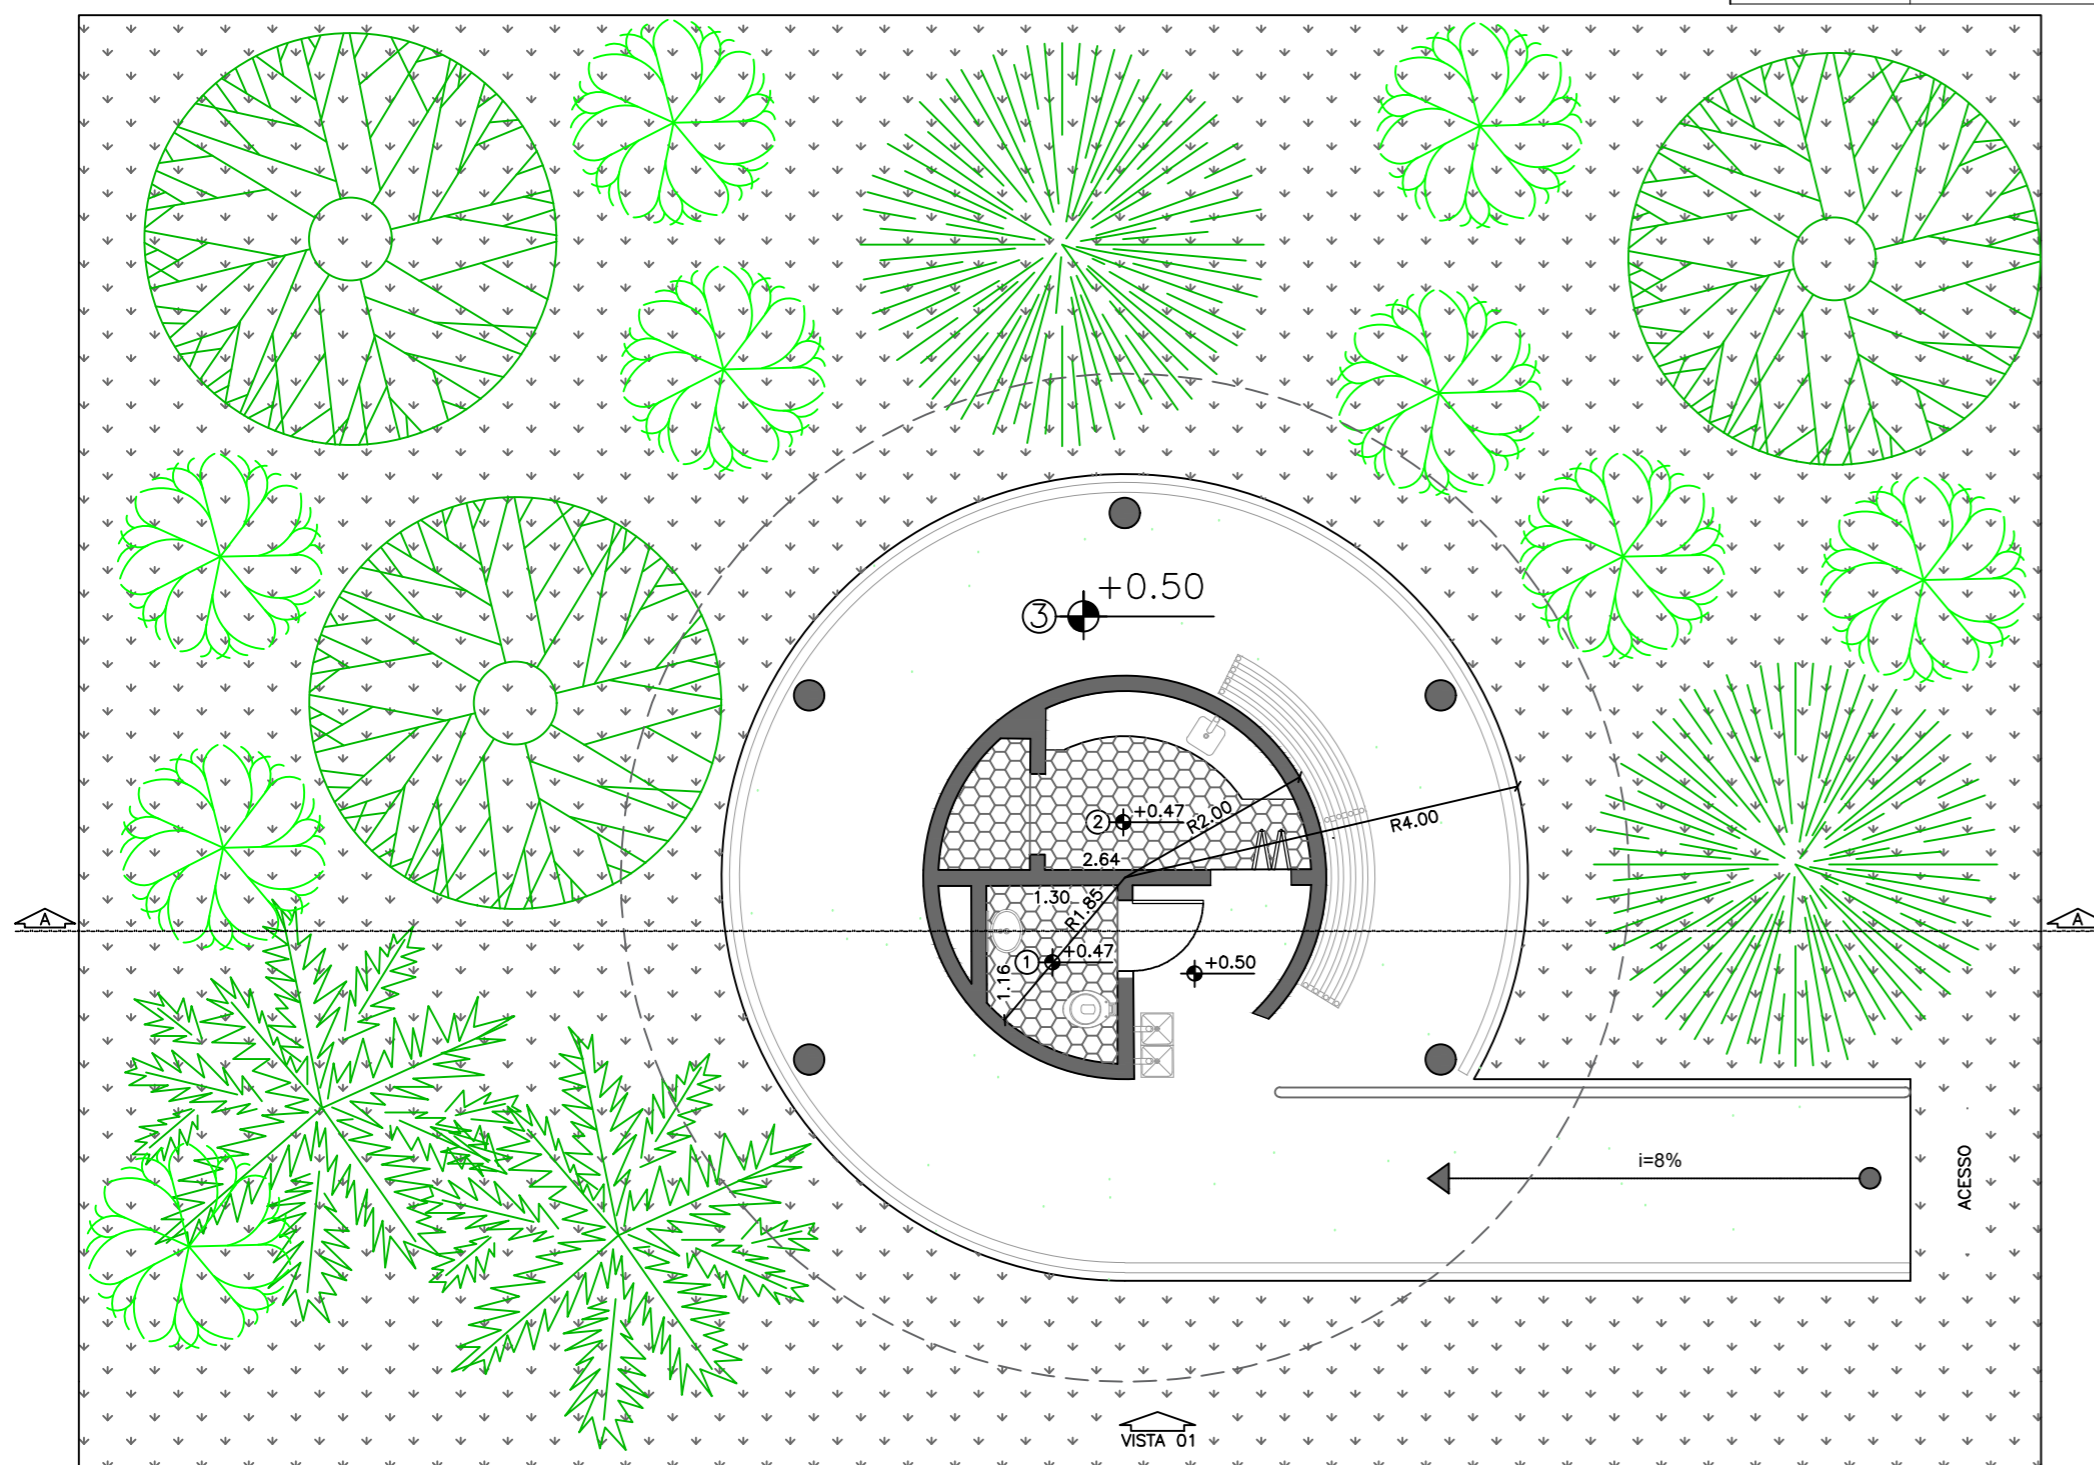 +0.50
3
2
+0.47
R2.00
R4.00
2.64
1.30
R1.85
A
A
1
+0.47
+0.50
1.16
i=8%
ACESSO
VISTA 01